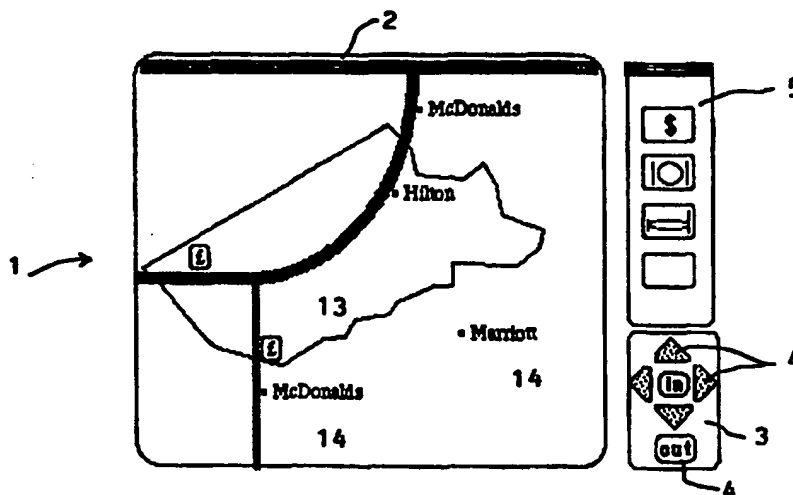 2
5
McDonalds
$
Hilton
1
£
13
£
Marriott
4
14
in
McDonalds
3
14
out
4